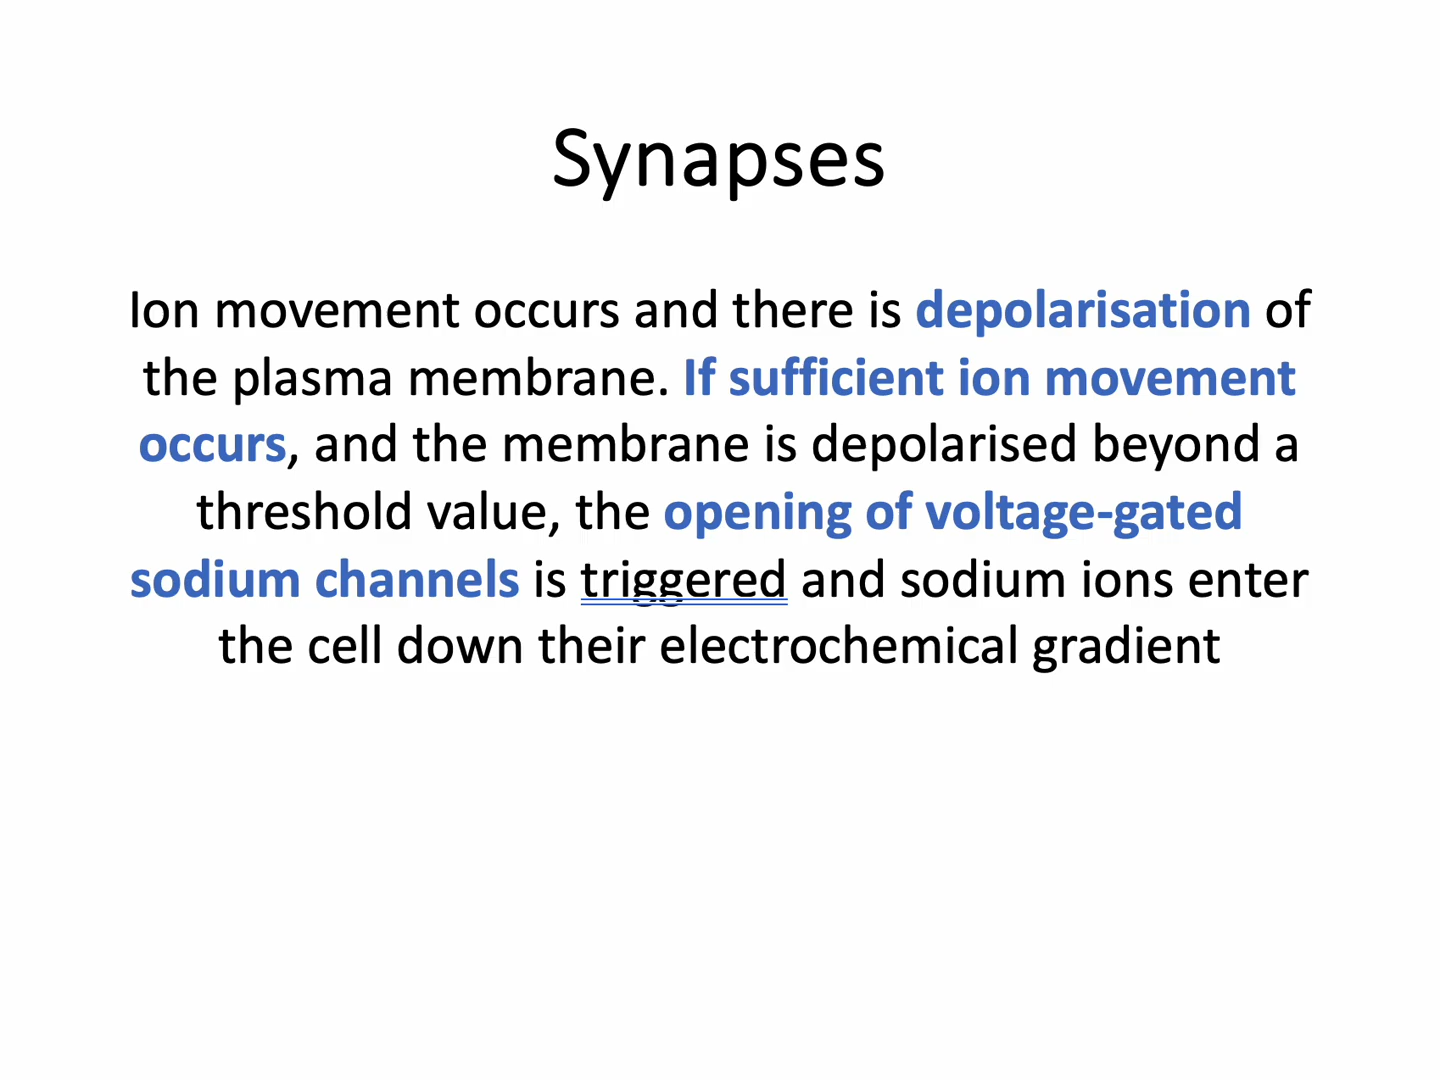 Synapses
Ion movement occurs and there is depolarisation of
the plasma membrane. If sufficient ion movement
occurs, and the membrane is depolarised beyond a
threshold value, the opening of voltage-gated
sodium channels is triggered and sodium ions enter
the cell down their electrochemical gradient